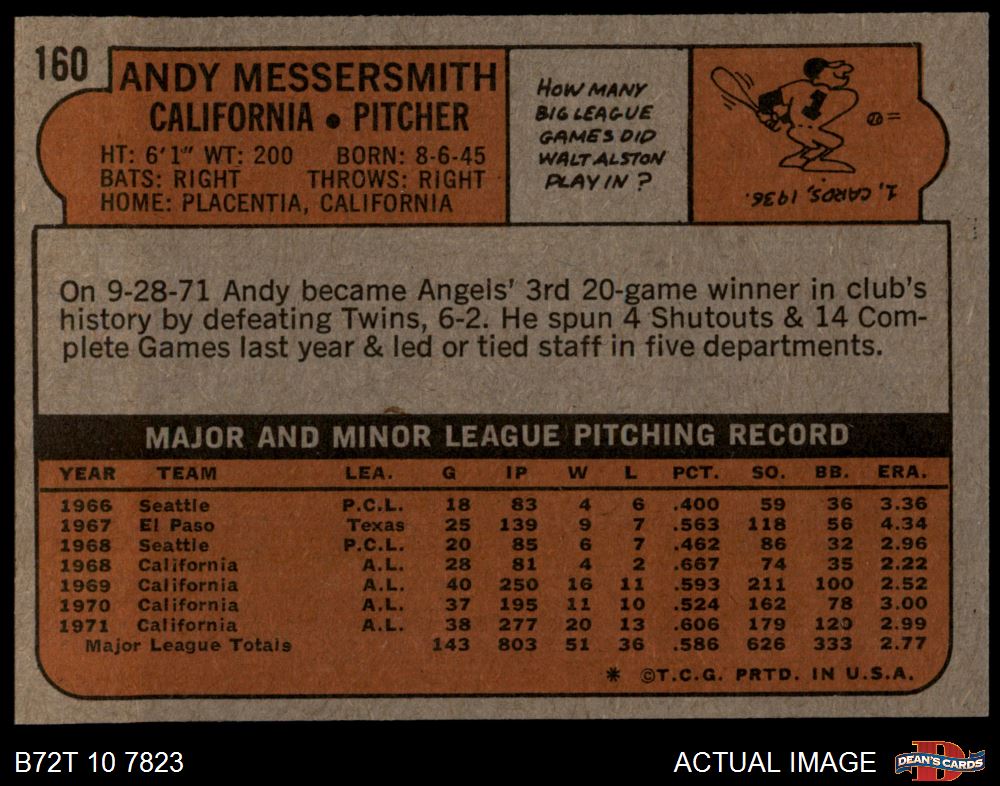 160
ANDY MESSERSMITH
CALIFORNIA • PITCHER
HT: 6'1" WT: 200 BORN: 8-6-45
BATS: RIGHT THROWS: RIGHT
HOME: PLACENTIA, CALIFORNIA
HOW MANY
BIG LEAGUE
GAMES DID
WALT ALSTON
PLAY IN ?
1, CARDS, 1936.
On 9-28-71 Andy became Angels' 3rd 20-game winner in club's
history by defeating Twins, 6-2. He spun 4 Shutouts & 14 Com-
plete Games last year & led or tied staff in five departments.
MAJOR AND MINOR LEAGUE PITCHING RECORD
YEAR TEAM LEA. G IP W L PCT. SO. BB. ERA.
1966 Seattle P.C.L. 18 83 4 6 .400 59 36 3.36
1967 El Paso Texas 25 139 9 7 .563 118 56 4.34
1968 Seattle P.C.L. 20 85 6 7 .462 86 32 2.96
1968 California A.L. 28 81 4 2 .667 74 35 2.22
1969 California A.L. 40 250 16 11 .593 211 100 2.52
1970 California A.L. 37 195 11 10 .524 162 78 3.00
1971 California A.L. 38 277 20 13 .606 179 120 2.99
Major League Totals 143 803 51 36 .586 626 333 2.77
* ©T.C.G. PRTD. IN U.S.A.
B72T 10 7823
ACTUAL IMAGE
D
DEAN'S CARDS